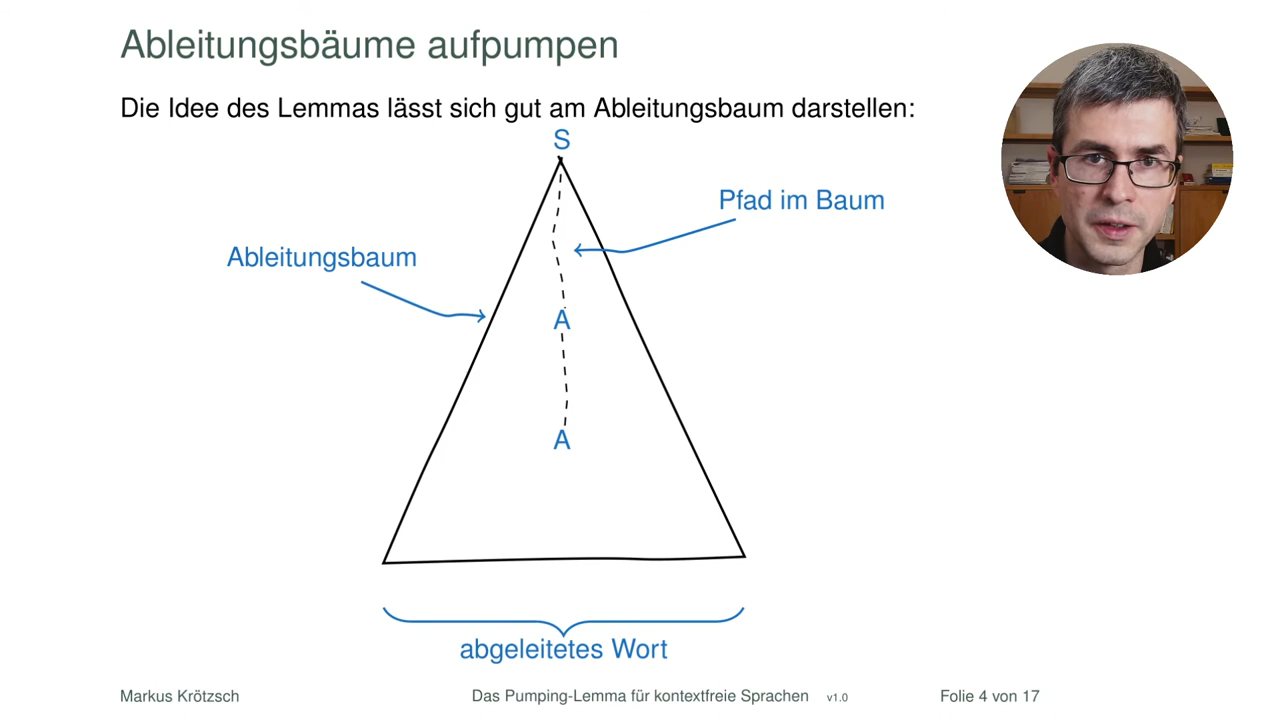 Ableitungsbäume aufpumpen
Die Idee des Lemmas lässt sich gut am Ableitungsbaum darstellen:
S
Pfad im Baum
Ableitungsbaum
A
A
abgeleitetes Wort
Markus Krötzsch
Das Pumping-Lemma für kontextfreie Sprachen v1.0
Folie 4 von 17